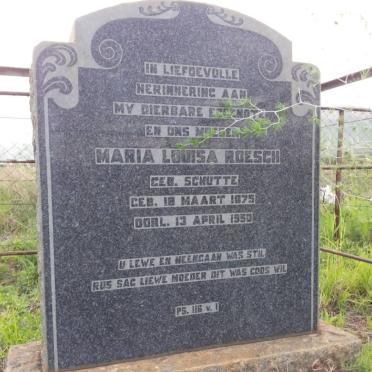 IN LIEFDEVOLLE
HERINNERING AAN
MY DIERBARE
EN ONS
MARIA LOUISA ROESCH
GEB. SCHUTTE
GEB. 18 MAART 1875
OORL. 13 APRIL 1950
U LEWE EN HEENGAAN WAS STIL
RUS SAG LIEWE MOEDER DIT WAS GODS WIL
PS. 116 v. 1